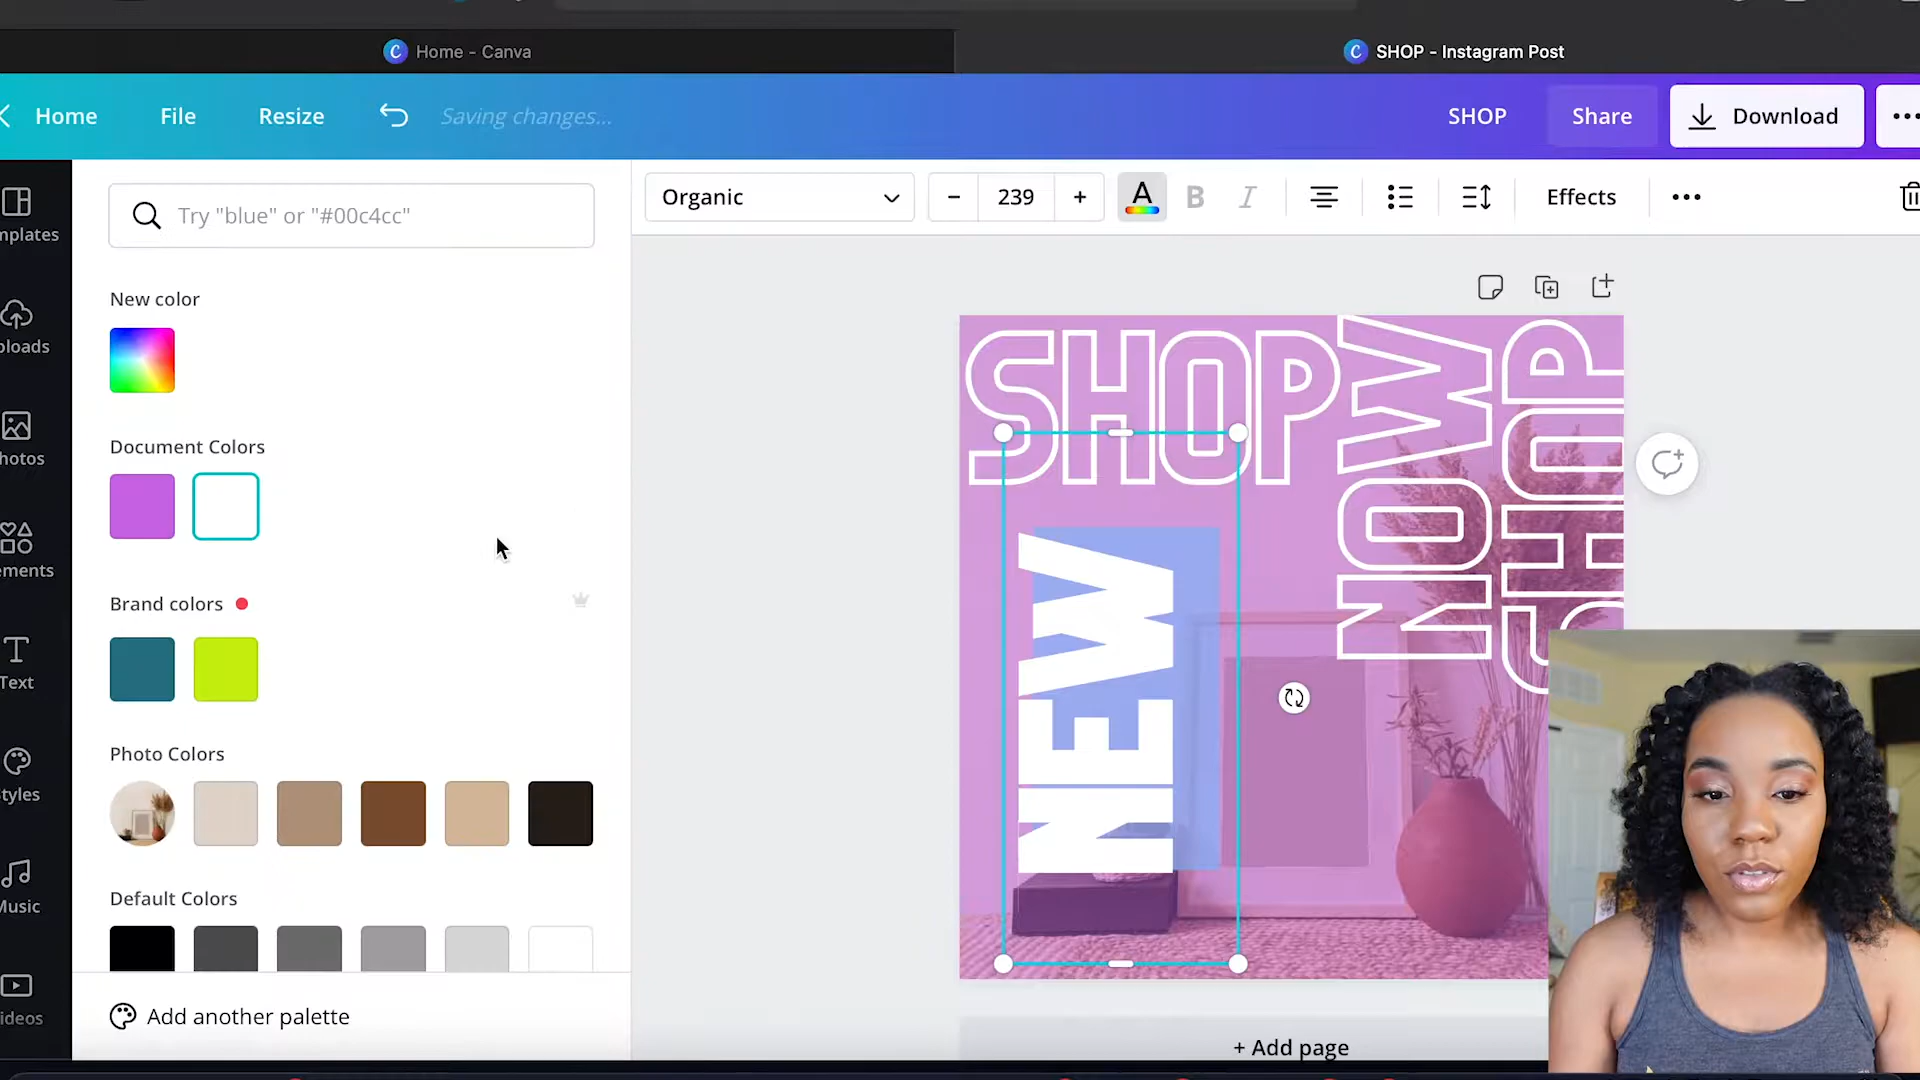 Home - Canva
SHOP - Instagram Post
Home
File
Resize
Saving changes...
SHOP
Share
Download
Try "blue" or "#00c4cc"
Organic
239
A
B
I
Effects
New color
Document Colors
Brand colors
Photo Colors
Default Colors
Add another palette
mplates
ploads
hotos
ements
Text
tyles
Music
ideos
SHOP
NOW
SHOP
NEW
+ Add page